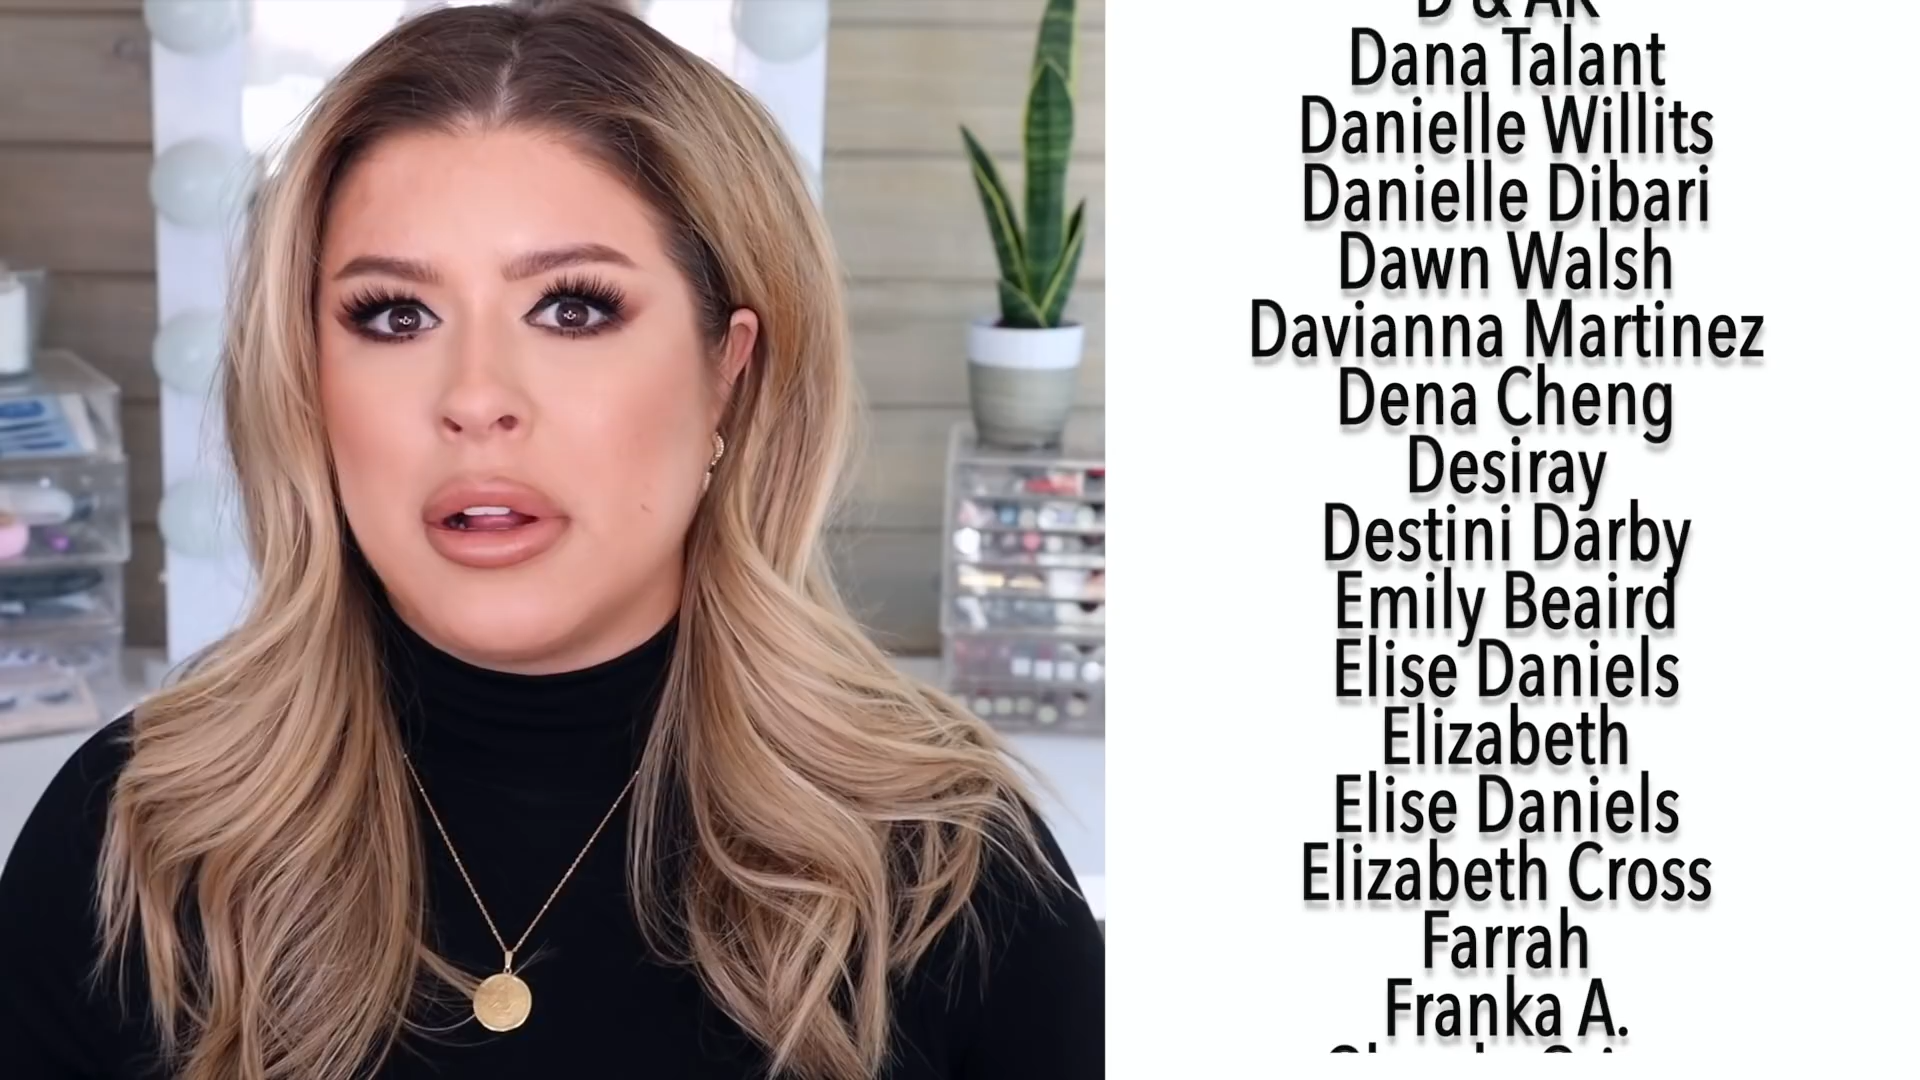 D & AR
Dana Talant
Danielle Willits
Danielle Dibari
Dawn Walsh
Davianna Martinez
Dena Cheng
Desiray
Destini Darby
Emily Beaird
Elise Daniels
Elizabeth
Elise Daniels
Elizabeth Cross
Farrah
Franka A.